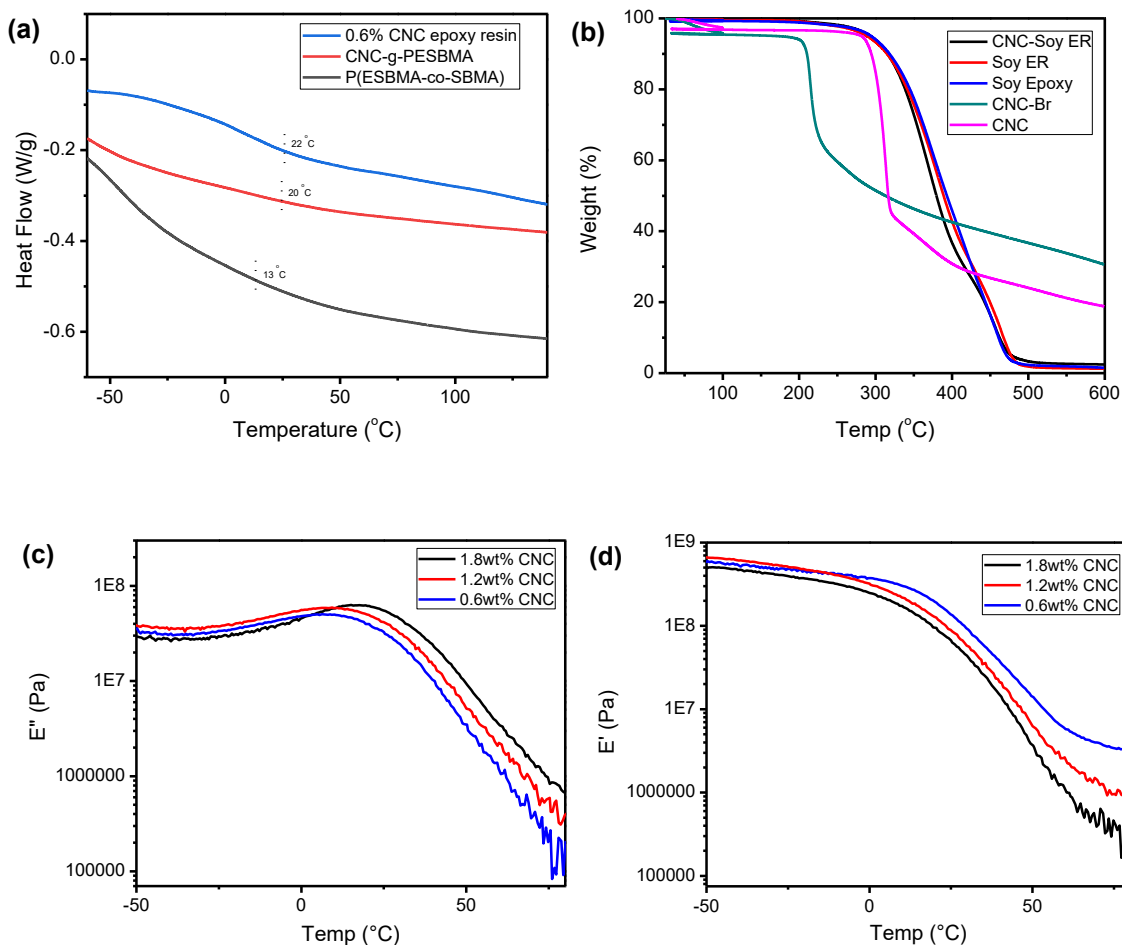 (a)
0.6% CNC epoxy resin
CNC-g-PESBMA
P(ESBMA-co-SBMA)
0.0
-0.2
-0.4
-0.6
Heat Flow (W/g)
22 °C
20 °C
13 °C
-50 0 50 100
Temperature (°C)
(b)
CNC-Soy ER
Soy ER
Soy Epoxy
CNC-Br
CNC
100
80
60
40
20
0
Weight (%)
100 200 300 400 500 600
Temp (°C)
(c)
1.8wt% CNC
1.2wt% CNC
0.6wt% CNC
1E8
1E7
1000000
100000
E" (Pa)
-50 0 50
Temp (°C)
(d)
1.8wt% CNC
1.2wt% CNC
0.6wt% CNC
1E9
1E8
1E7
1000000
100000
E' (Pa)
-50 0 50
Temp (°C)